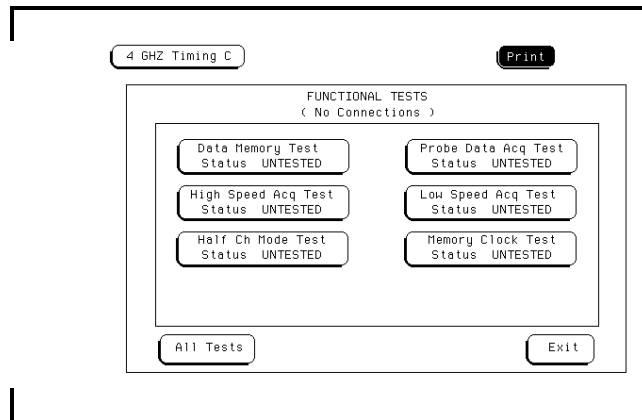 4 GHZ Timing C
Print
FUNCTIONAL TESTS
( No Connections )
Data Memory Test
Status UNTESTED
Probe Data Acq Test
Status UNTESTED
High Speed Acq Test
Status UNTESTED
Low Speed Acq Test
Status UNTESTED
Half Ch Mode Test
Status UNTESTED
Memory Clock Test
Status UNTESTED
All Tests
Exit